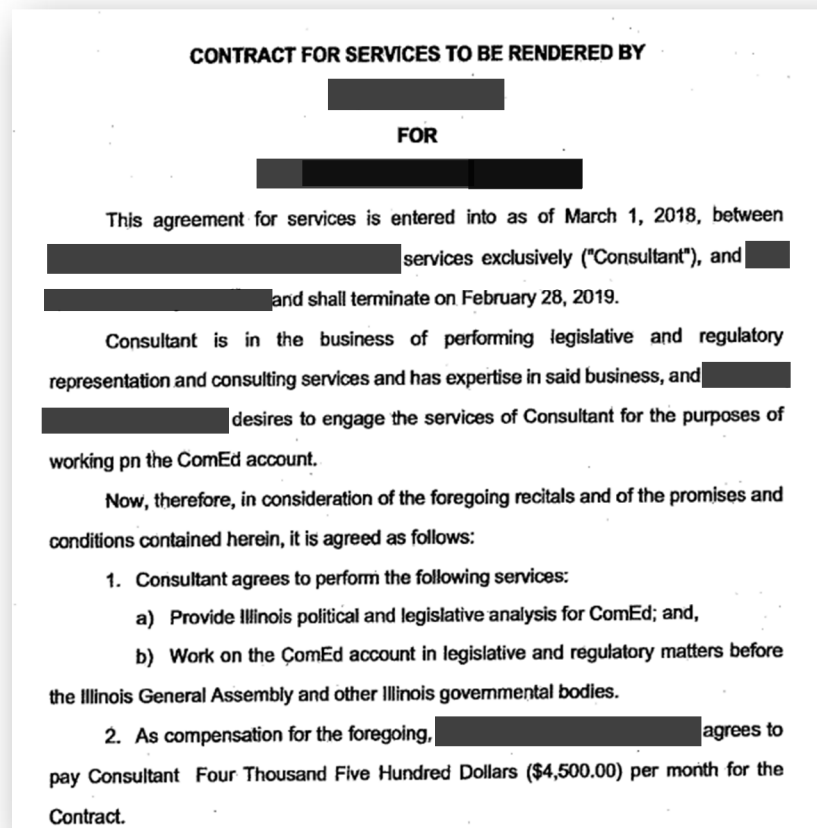 CONTRACT FOR SERVICES TO BE RENDERED BY
FOR
This agreement for services is entered into as of March 1, 2018, between
services exclusively ("Consultant"), and
and shall terminate on February 28, 2019.
Consultant is in the business of performing legislative and regulatory
representation and consulting services and has expertise in said business, and
desires to engage the services of Consultant for the purposes of
working pn the ComEd account.
Now, therefore, in consideration of the foregoing recitals and of the promises and
conditions contained herein, it is agreed as follows:
1. Consultant agrees to perform the following services:
a) Provide Illinois political and legislative analysis for ComEd; and,
b) Work on the ComEd account in legislative and regulatory matters before
the Illinois General Assembly and other Illinois governmental bodies.
2. As compensation for the foregoing, agrees to
pay Consultant Four Thousand Five Hundred Dollars ($4,500.00) per month for the
Contract.